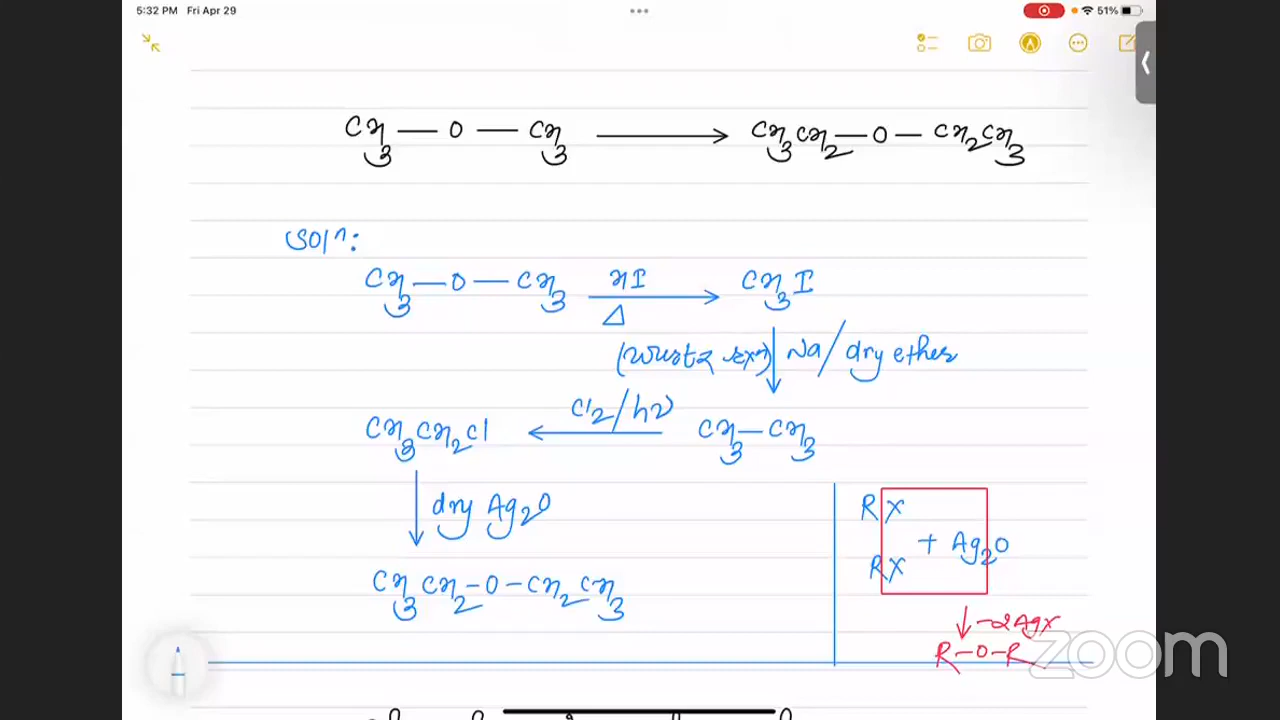 5:32 PM Fri Apr 29
51%
CH3 — O — CH3 ⟶ CH3CH2 — O — CH2CH3
Soln:
CH3 — O — CH3 HI/Δ ⟶ CH3I
(Wurtz rxn) ↓ Na/dry ether
CH3CH2Cl ⟵ Cl2/hν CH3 — CH3
↓ dry Ag2O
CH3CH2 – O – CH2CH3
RX
+ Ag2O
RX
↓ -2AgX
R – O – R
zoom